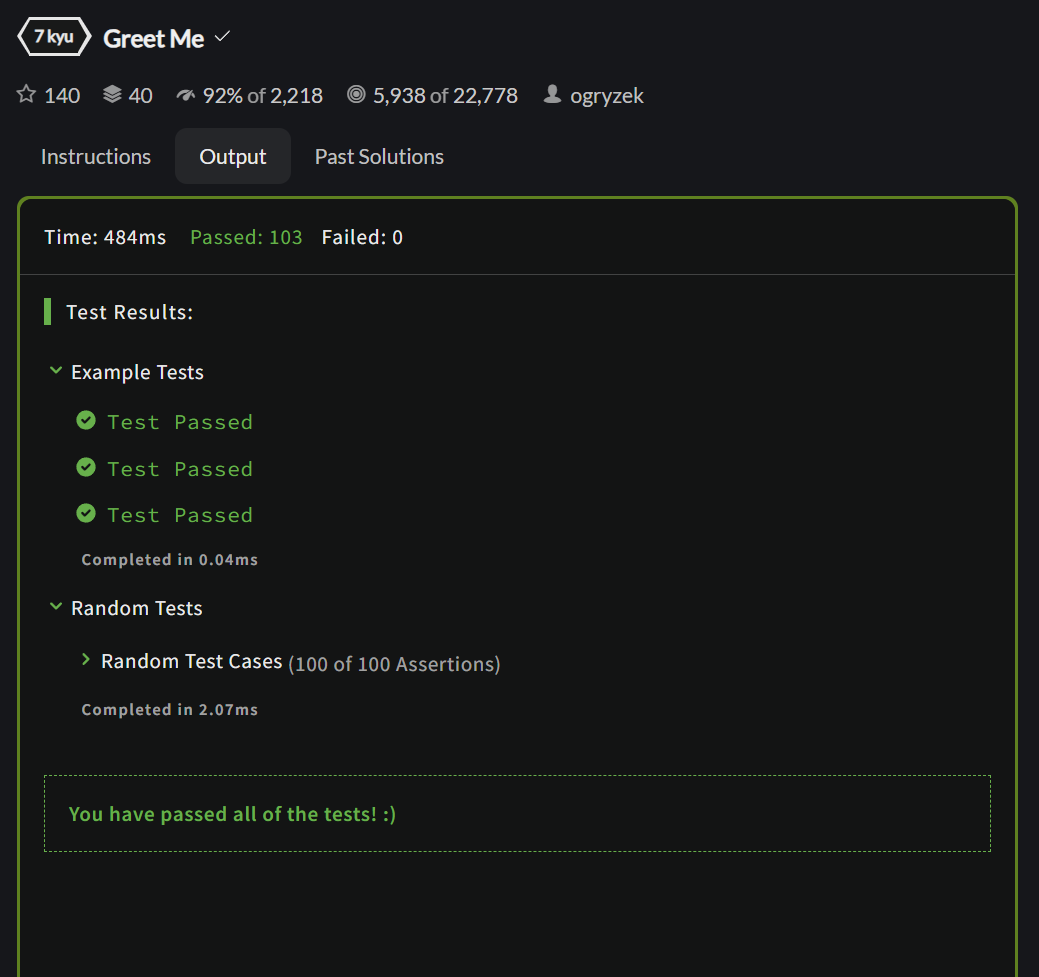 7 kyu Greet Me
140 40 92% of 2,218 5,938 of 22,778 ogryzek
Instructions Output Past Solutions
Time: 484ms Passed: 103 Failed: 0
Test Results:
Example Tests
Test Passed
Test Passed
Test Passed
Completed in 0.04ms
Random Tests
Random Test Cases (100 of 100 Assertions)
Completed in 2.07ms
You have passed all of the tests! :)